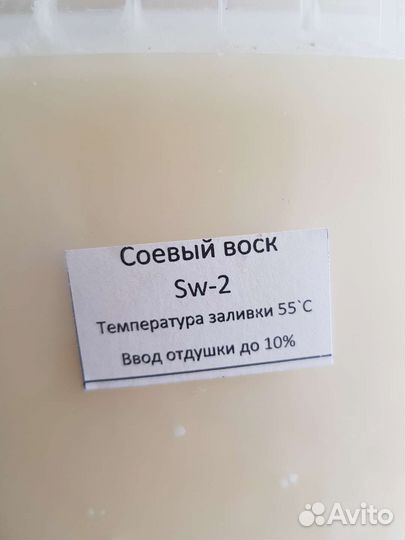 Соевый воск
Sw-2
Температура заливки 55`С
Ввод отдушки до 10%
Avito